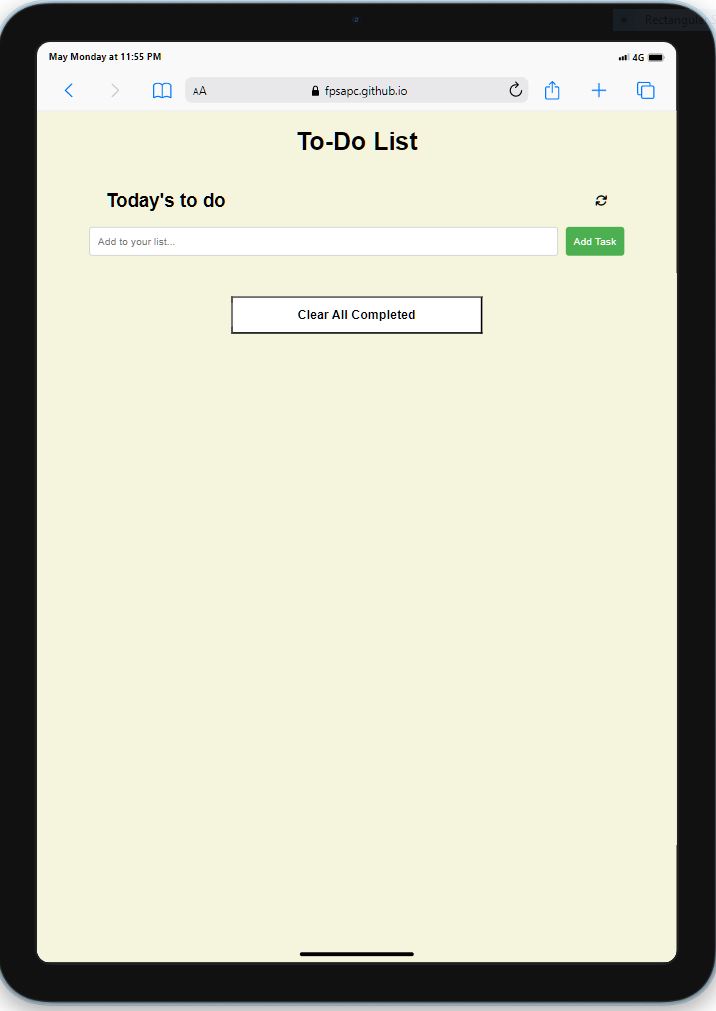 Rectangular
May Monday at 11:55 PM
4G
AA
fpsapc.github.io
To-Do List
Today's to do
Add to your list...
Add Task
Clear All Completed